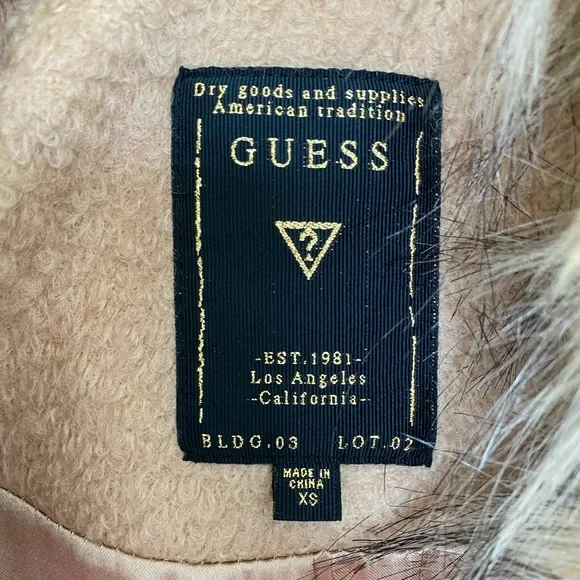 Dry goods and supplies
American tradition
GUESS
?
-EST.1981-
Los Angeles
-California-
BLDG.03 LOT.02
MADE IN
CHINA
XS